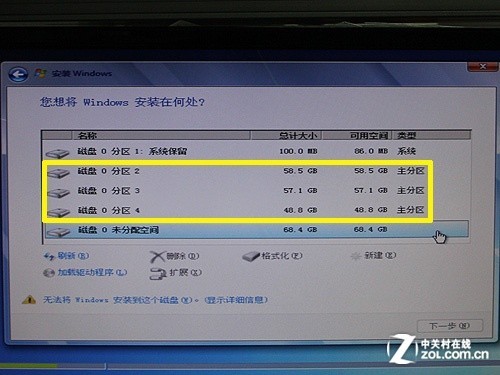 安装 Windows
您想将 Windows 安装在何处?
名称 总计大小 可用空间 类型
磁盘 0 分区 1: 系统保留 100.0 MB 86.0 MB 系统
磁盘 0 分区 2 58.5 GB 58.5 GB 主分区
磁盘 0 分区 3 57.1 GB 57.1 GB 主分区
磁盘 0 分区 4 48.8 GB 48.8 GB 主分区
磁盘 0 未分配空间 68.4 GB 68.4 GB
刷新(R) 删除(D) 格式化(F) 新建(E)
加载驱动程序(L) 扩展(X)
无法将 Windows 安装到这个磁盘(W)。(显示详细信息)
下一步(N)
Z 中关村在线
ZOL.COM.CN